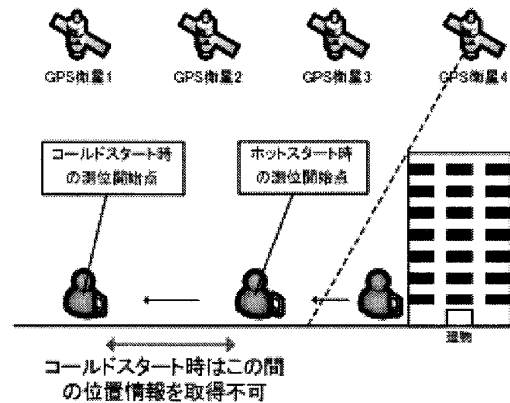 GPS衛星1
GPS衛星2
GPS衛星3
GPS衛星4
コールドスタート時
の測位開始点
ホットスタート時
の測位開始点
建物
コールドスタート時はこの間
の位置情報を取得不可